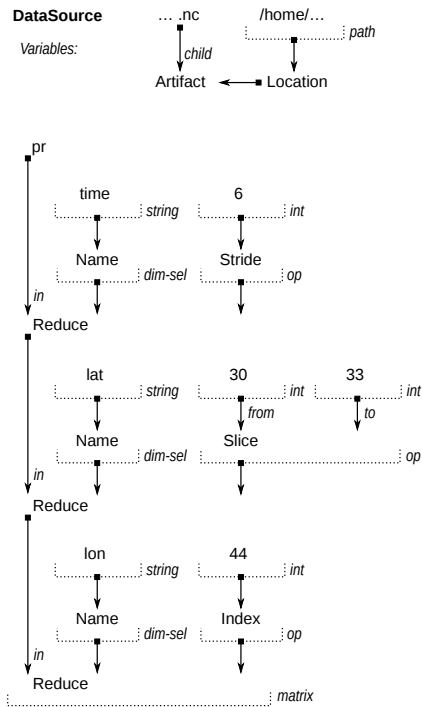 DataSource … .nc /home/…
path
Variables: child
Artifact Location
pr
time 6
string int
Name Stride
dim-sel op
in
Reduce
lat 30 33
string int int
from to
Name Slice
dim-sel op
in
Reduce
lon 44
string int
Name Index
dim-sel op
in
Reduce
matrix